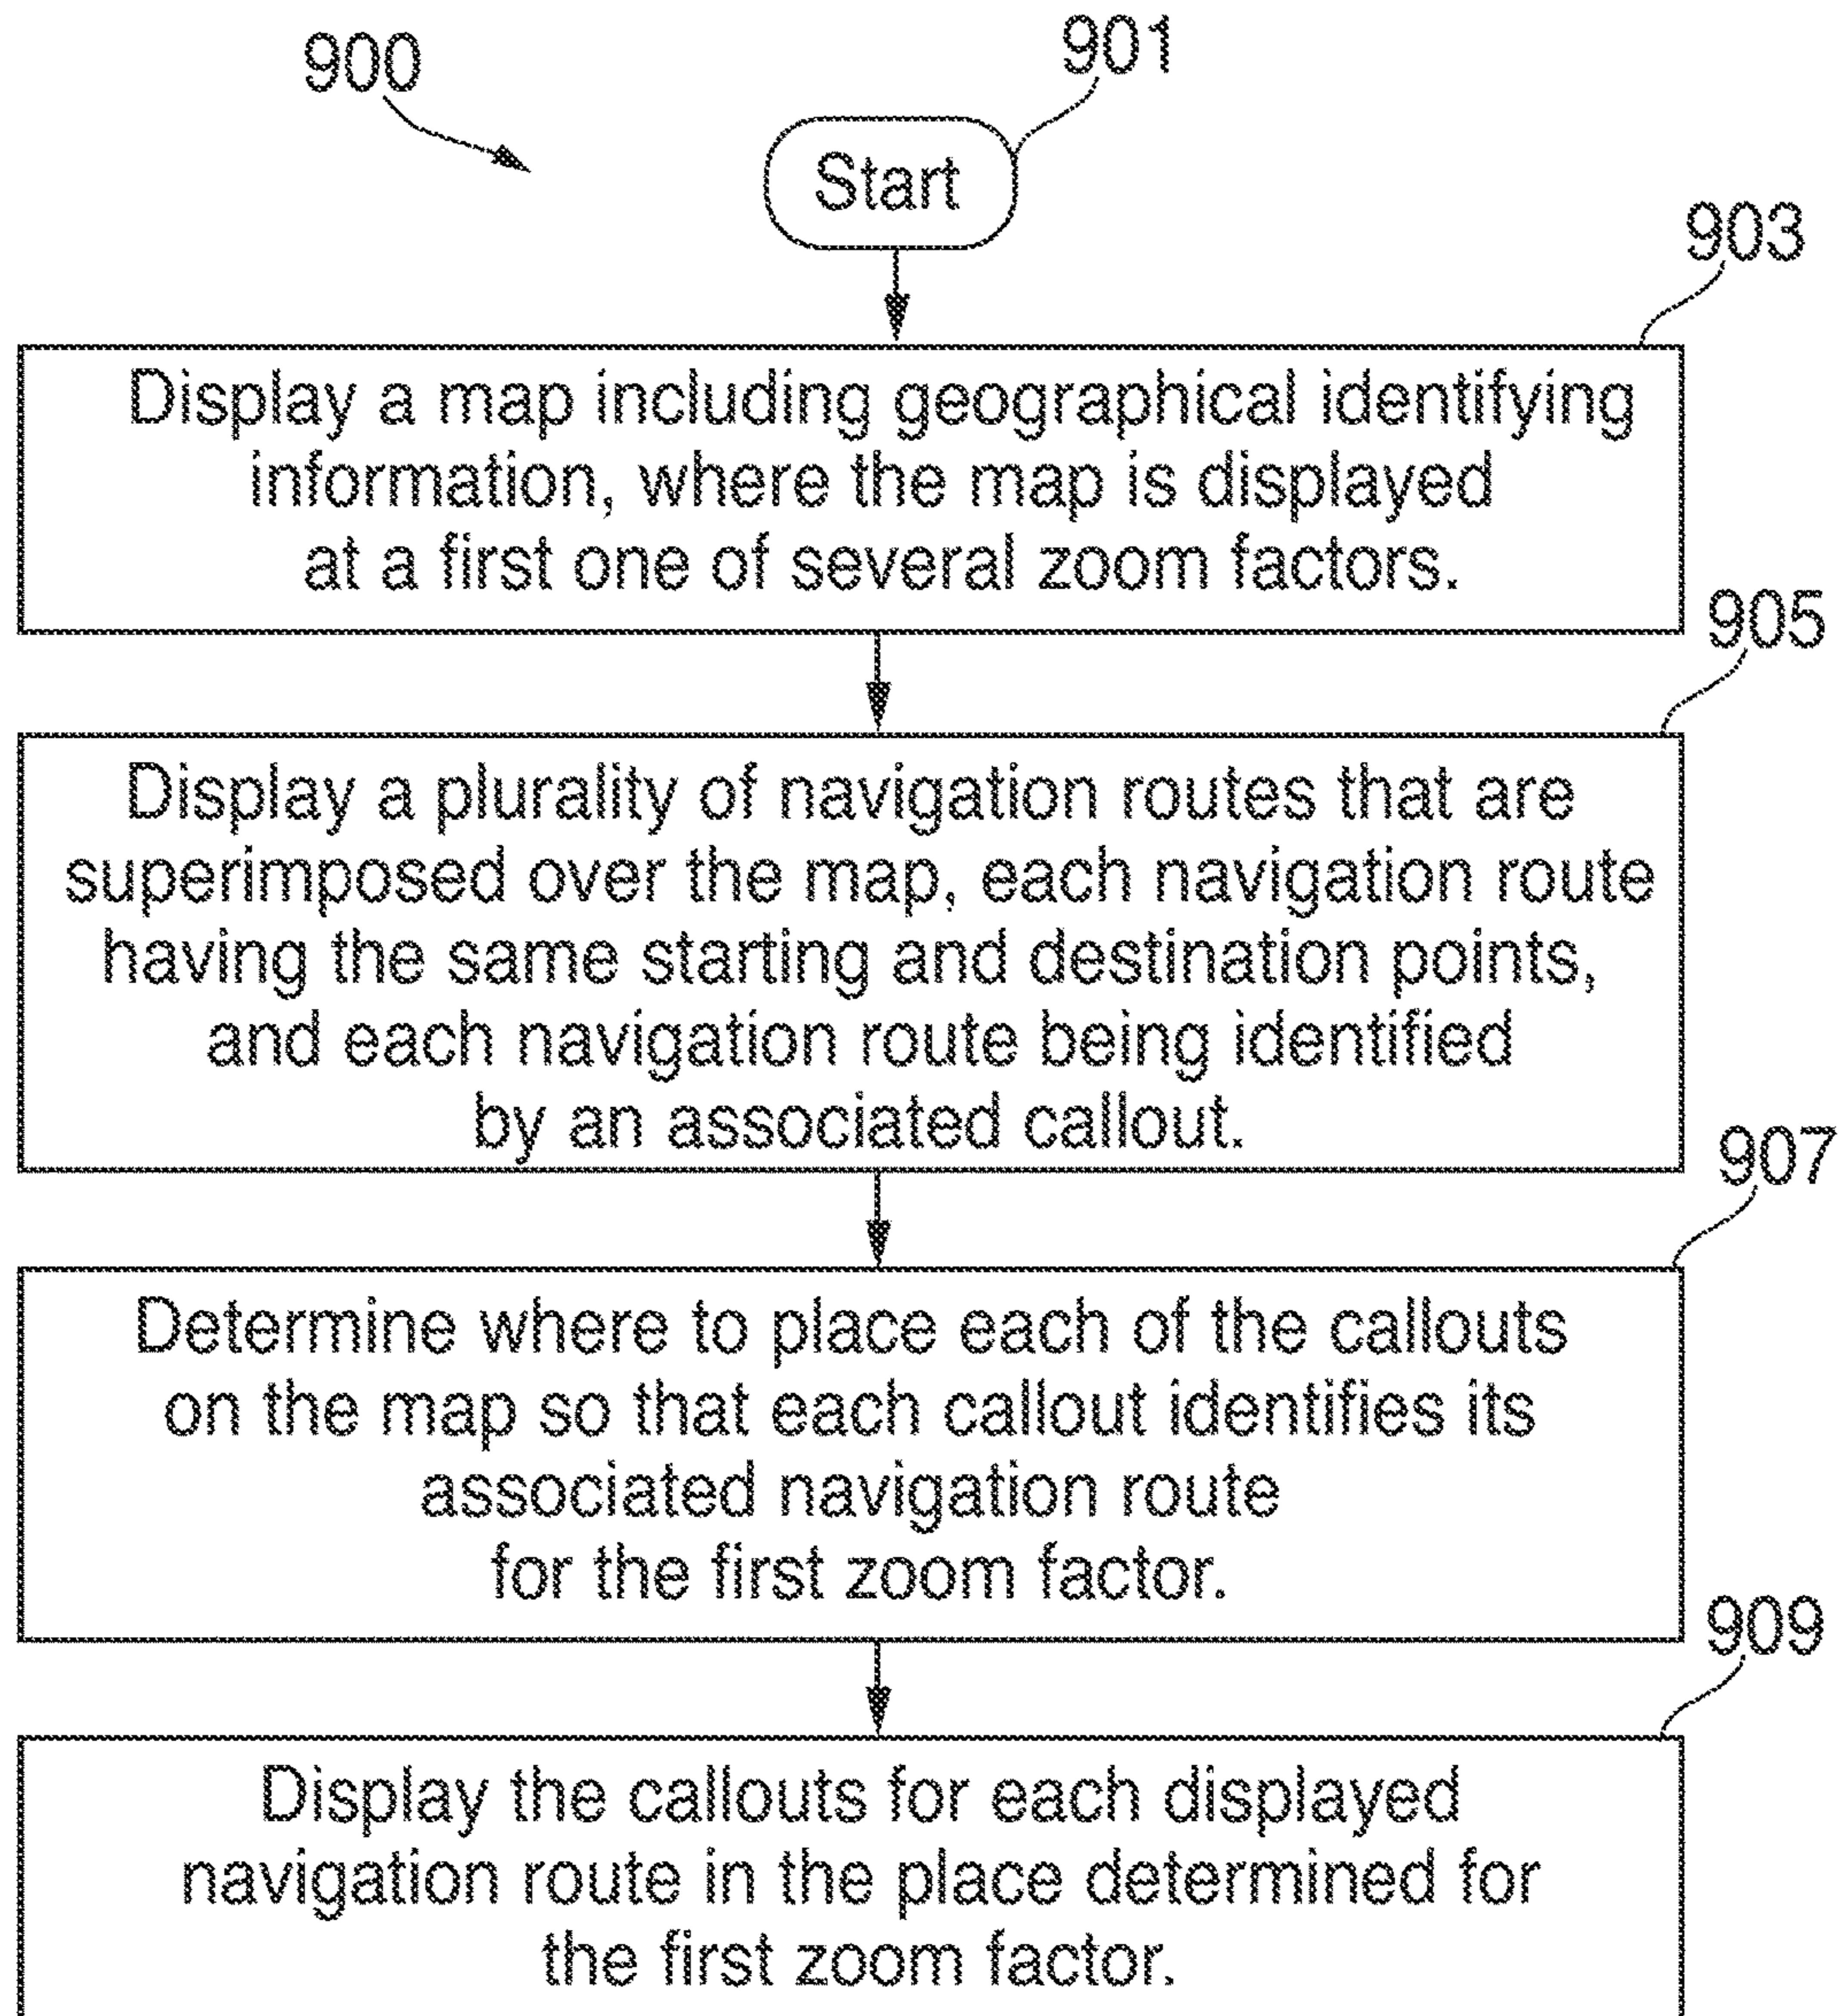 900
901
Start
903
Display a map including geographical identifying
information, where the map is displayed
at a first one of several zoom factors.
905
Display a plurality of navigation routes that are
superimposed over the map, each navigation route
having the same starting and destination points,
and each navigation route being identified
by an associated callout.
907
Determine where to place each of the callouts
on the map so that each callout identifies its
associated navigation route
for the first zoom factor.
909
Display the callouts for each displayed
navigation route in the place determined for
the first zoom factor.